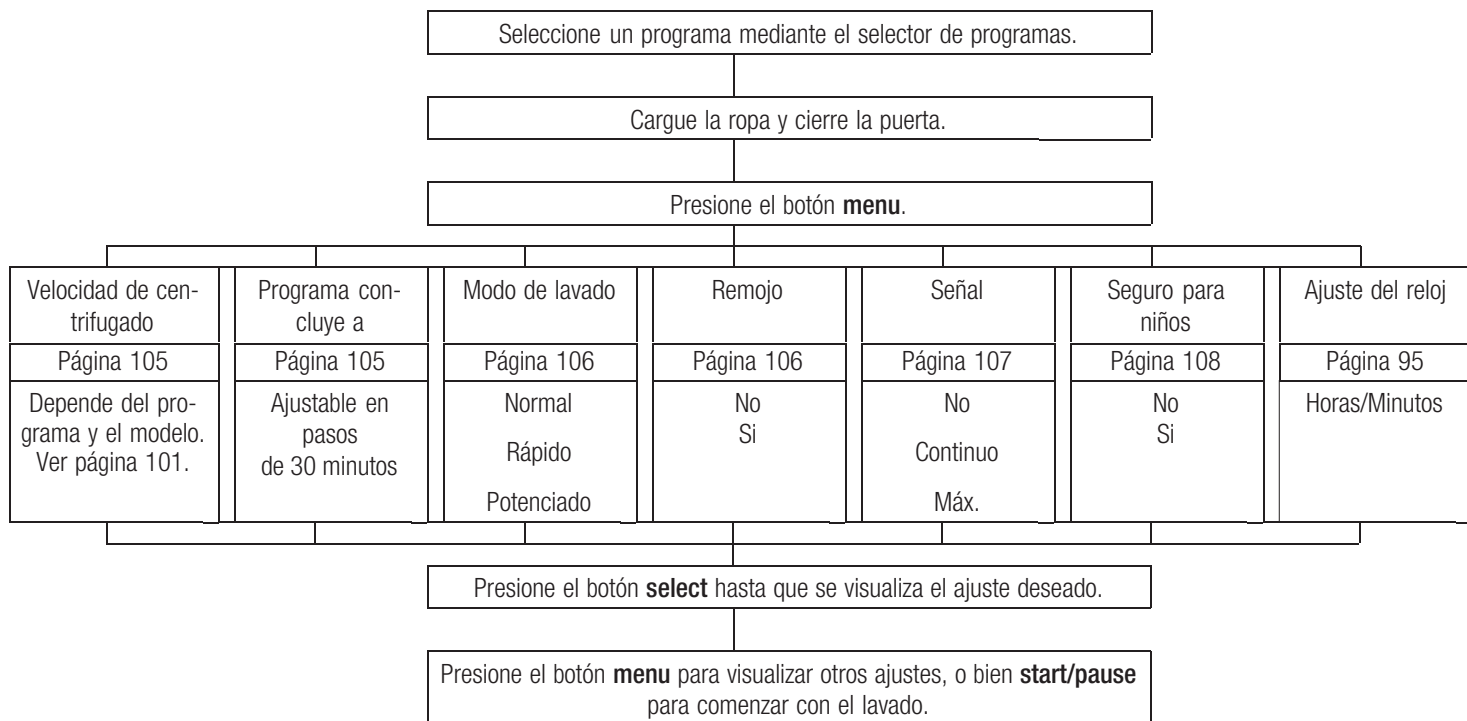 Seleccione un programa mediante el selector de programas.
Cargue la ropa y cierre la puerta.
Presione el botón menu.
Velocidad de cen-
trifugado
Página 105
Depende del pro-
grama y el modelo.
Ver página 101.
Programa con-
cluye a
Página 105
Ajustable en
pasos
de 30 minutos
Modo de lavado
Página 106
Normal
Rápido
Potenciado
Remojo
Página 106
No
Si
Señal
Página 107
No
Continuo
Máx.
Seguro para
niños
Página 108
No
Si
Ajuste del reloj
Página 95
Horas/Minutos
Presione el botón select hasta que se visualiza el ajuste deseado.
Presione el botón menu para visualizar otros ajustes, o bien start/pause
para comenzar con el lavado.